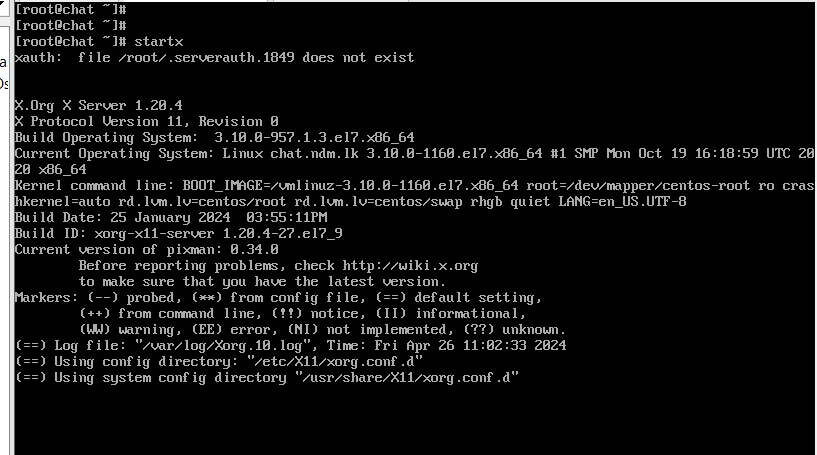 [root@chat ~]#
[root@chat ~]#
[root@chat ~]# startx
xauth:  file /root/.serverauth.1849 does not exist
X.Org X Server 1.20.4
X Protocol Version 11, Revision 0
Build Operating System:  3.10.0-957.1.3.el7.x86_64
Current Operating System: Linux chat.ndm.lk 3.10.0-1160.el7.x86_64 #1 SMP Mon Oct 19 16:18:59 UTC 20
20 x86_64
Kernel command line: BOOT_IMAGE=/vmlinuz-3.10.0-1160.el7.x86_64 root=/dev/mapper/centos-root ro cras
hkernel=auto rd.lvm.lv=centos/root rd.lvm.lv=centos/swap rhgb quiet LANG=en_US.UTF-8
Build Date: 25 January 2024  03:55:11PM
Build ID: xorg-x11-server 1.20.4-27.el7_9
Current version of pixman: 0.34.0
        Before reporting problems, check http://wiki.x.org
        to make sure that you have the latest version.
Markers: (--) probed, (**) from config file, (==) default setting,
        (++) from command line, (!!) notice, (II) informational,
        (WW) warning, (EE) error, (NI) not implemented, (??) unknown.
(==) Log file: "/var/log/Xorg.10.log", Time: Fri Apr 26 11:02:33 2024
(==) Using config directory: "/etc/X11/xorg.conf.d"
(==) Using system config directory "/usr/share/X11/xorg.conf.d"